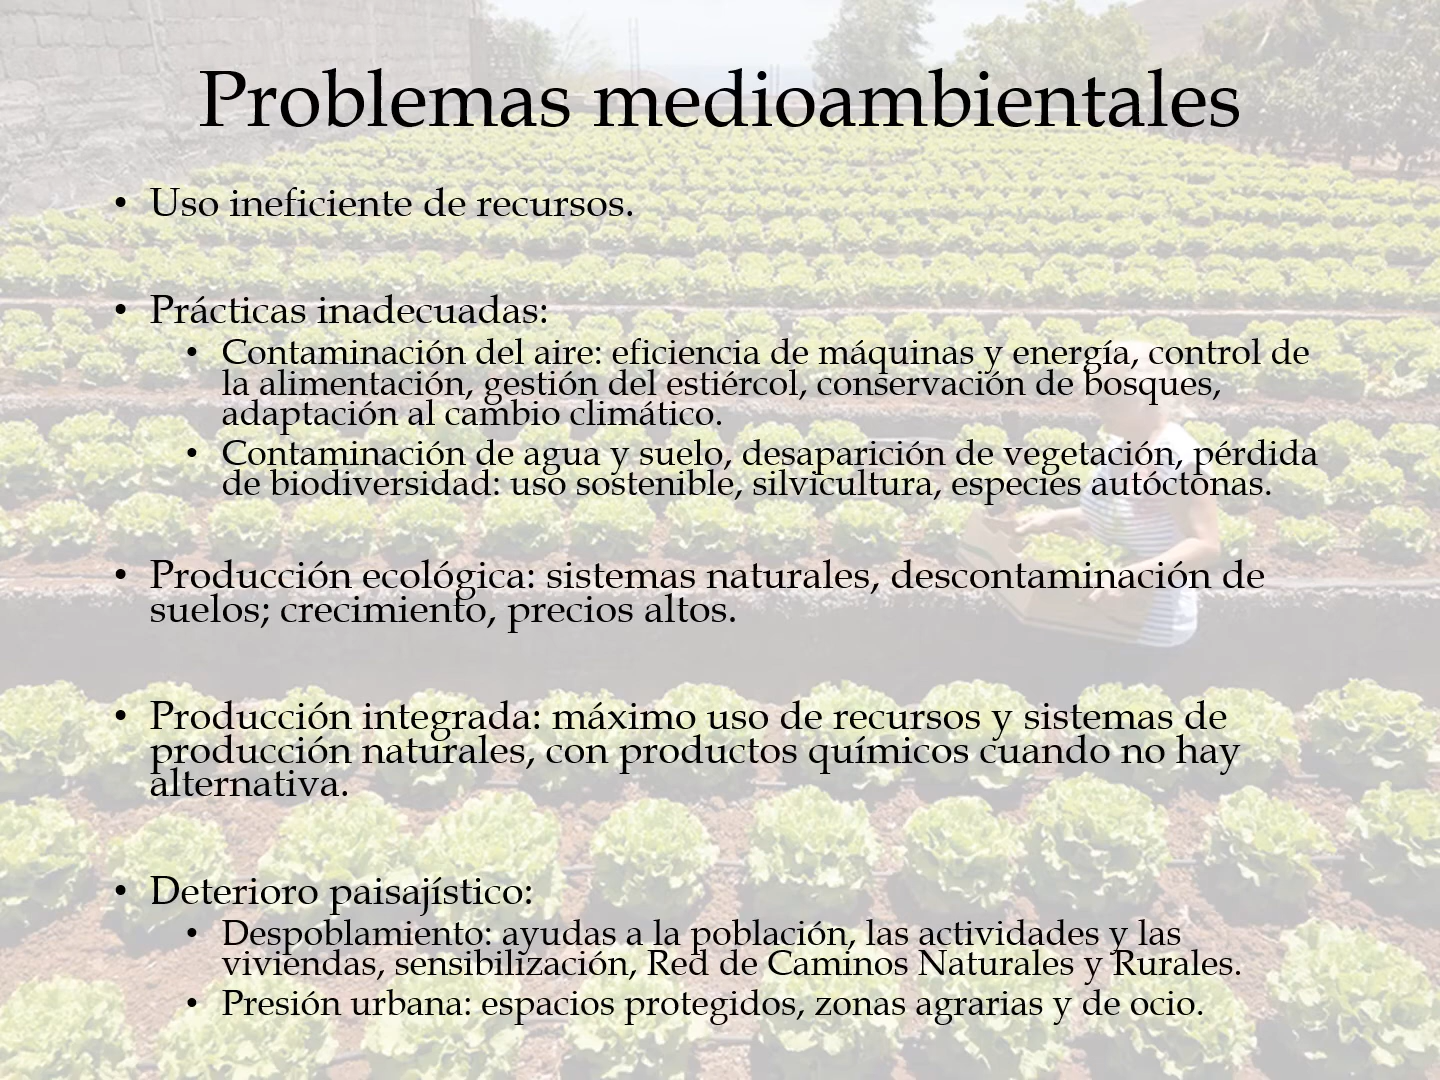 Problemas medioambientales
• Uso ineficiente de recursos.
• Prácticas inadecuadas:
• Contaminación del aire: eficiencia de máquinas y energía, control de
la alimentación, gestión del estiércol, conservación de bosques,
adaptación al cambio climático.
• Contaminación de agua y suelo, desaparición de vegetación, pérdida
de biodiversidad: uso sostenible, silvicultura, especies autóctonas.
• Producción ecológica: sistemas naturales, descontaminación de
suelos; crecimiento, precios altos.
• Producción integrada: máximo uso de recursos y sistemas de
producción naturales, con productos químicos cuando no hay
alternativa.
• Deterioro paisajístico:
• Despoblamiento: ayudas a la población, las actividades y las
viviendas, sensibilización, Red de Caminos Naturales y Rurales.
• Presión urbana: espacios protegidos, zonas agrarias y de ocio.